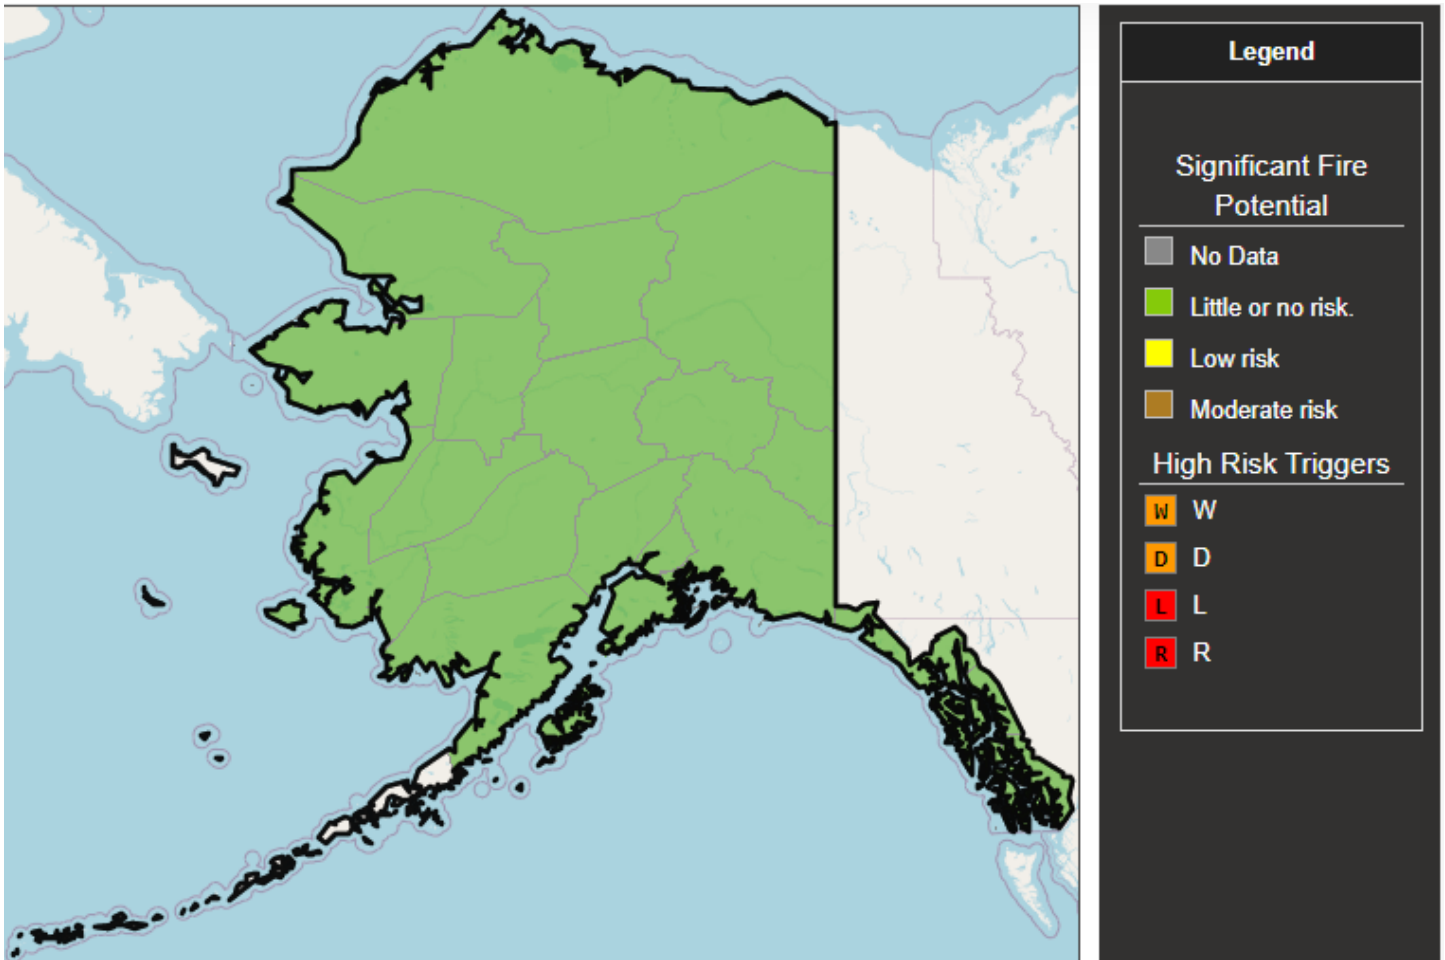 Legend
Significant Fire
Potential
No Data
Little or no risk.
Low risk
Moderate risk
High Risk Triggers
W W
D D
L L
R R